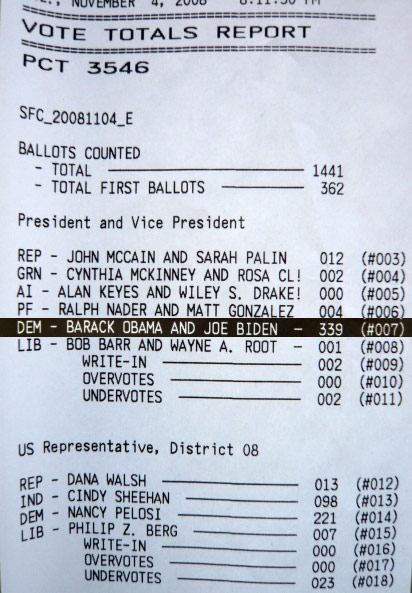 NOVEMBER 4, 2008 8:11:50 PM
VOTE TOTALS REPORT
PCT 3546
SFC_20081104_E
BALLOTS COUNTED
- TOTAL 1441
- TOTAL FIRST BALLOTS 362
President and Vice President
REP - JOHN MCCAIN AND SARAH PALIN 012 (#003)
GRN - CYNTHIA MCKINNEY AND ROSA CL! 002 (#004)
AI - ALAN KEYES AND WILEY S. DRAKE! 000 (#005)
PF - RALPH NADER AND MATT GONZALEZ 004 (#006)
DEM - BARACK OBAMA AND JOE BIDEN - 339 (#007)
LIB - BOB BARR AND WAYNE A. ROOT - 001 (#008)
WRITE-IN 002 (#009)
OVERVOTES 000 (#010)
UNDERVOTES 002 (#011)
US Representative, District 08
REP - DANA WALSH 013 (#012)
IND - CINDY SHEEHAN 098 (#013)
DEM - NANCY PELOSI 221 (#014)
LIB - PHILIP Z. BERG 007 (#015)
WRITE-IN 000 (#016)
OVERVOTES 000 (#017)
UNDERVOTES 023 (#018)